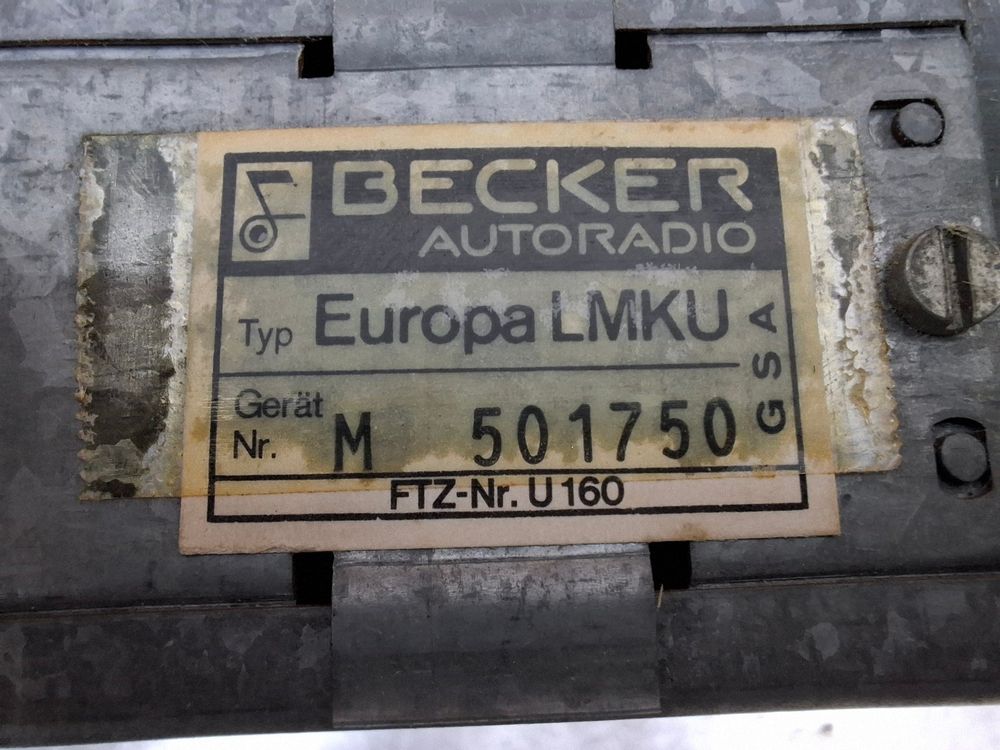 BECKER
AUTORADIO
Typ Europa LMKU
Gerät
Nr. M 501750
GSA
FTZ-Nr. U 160